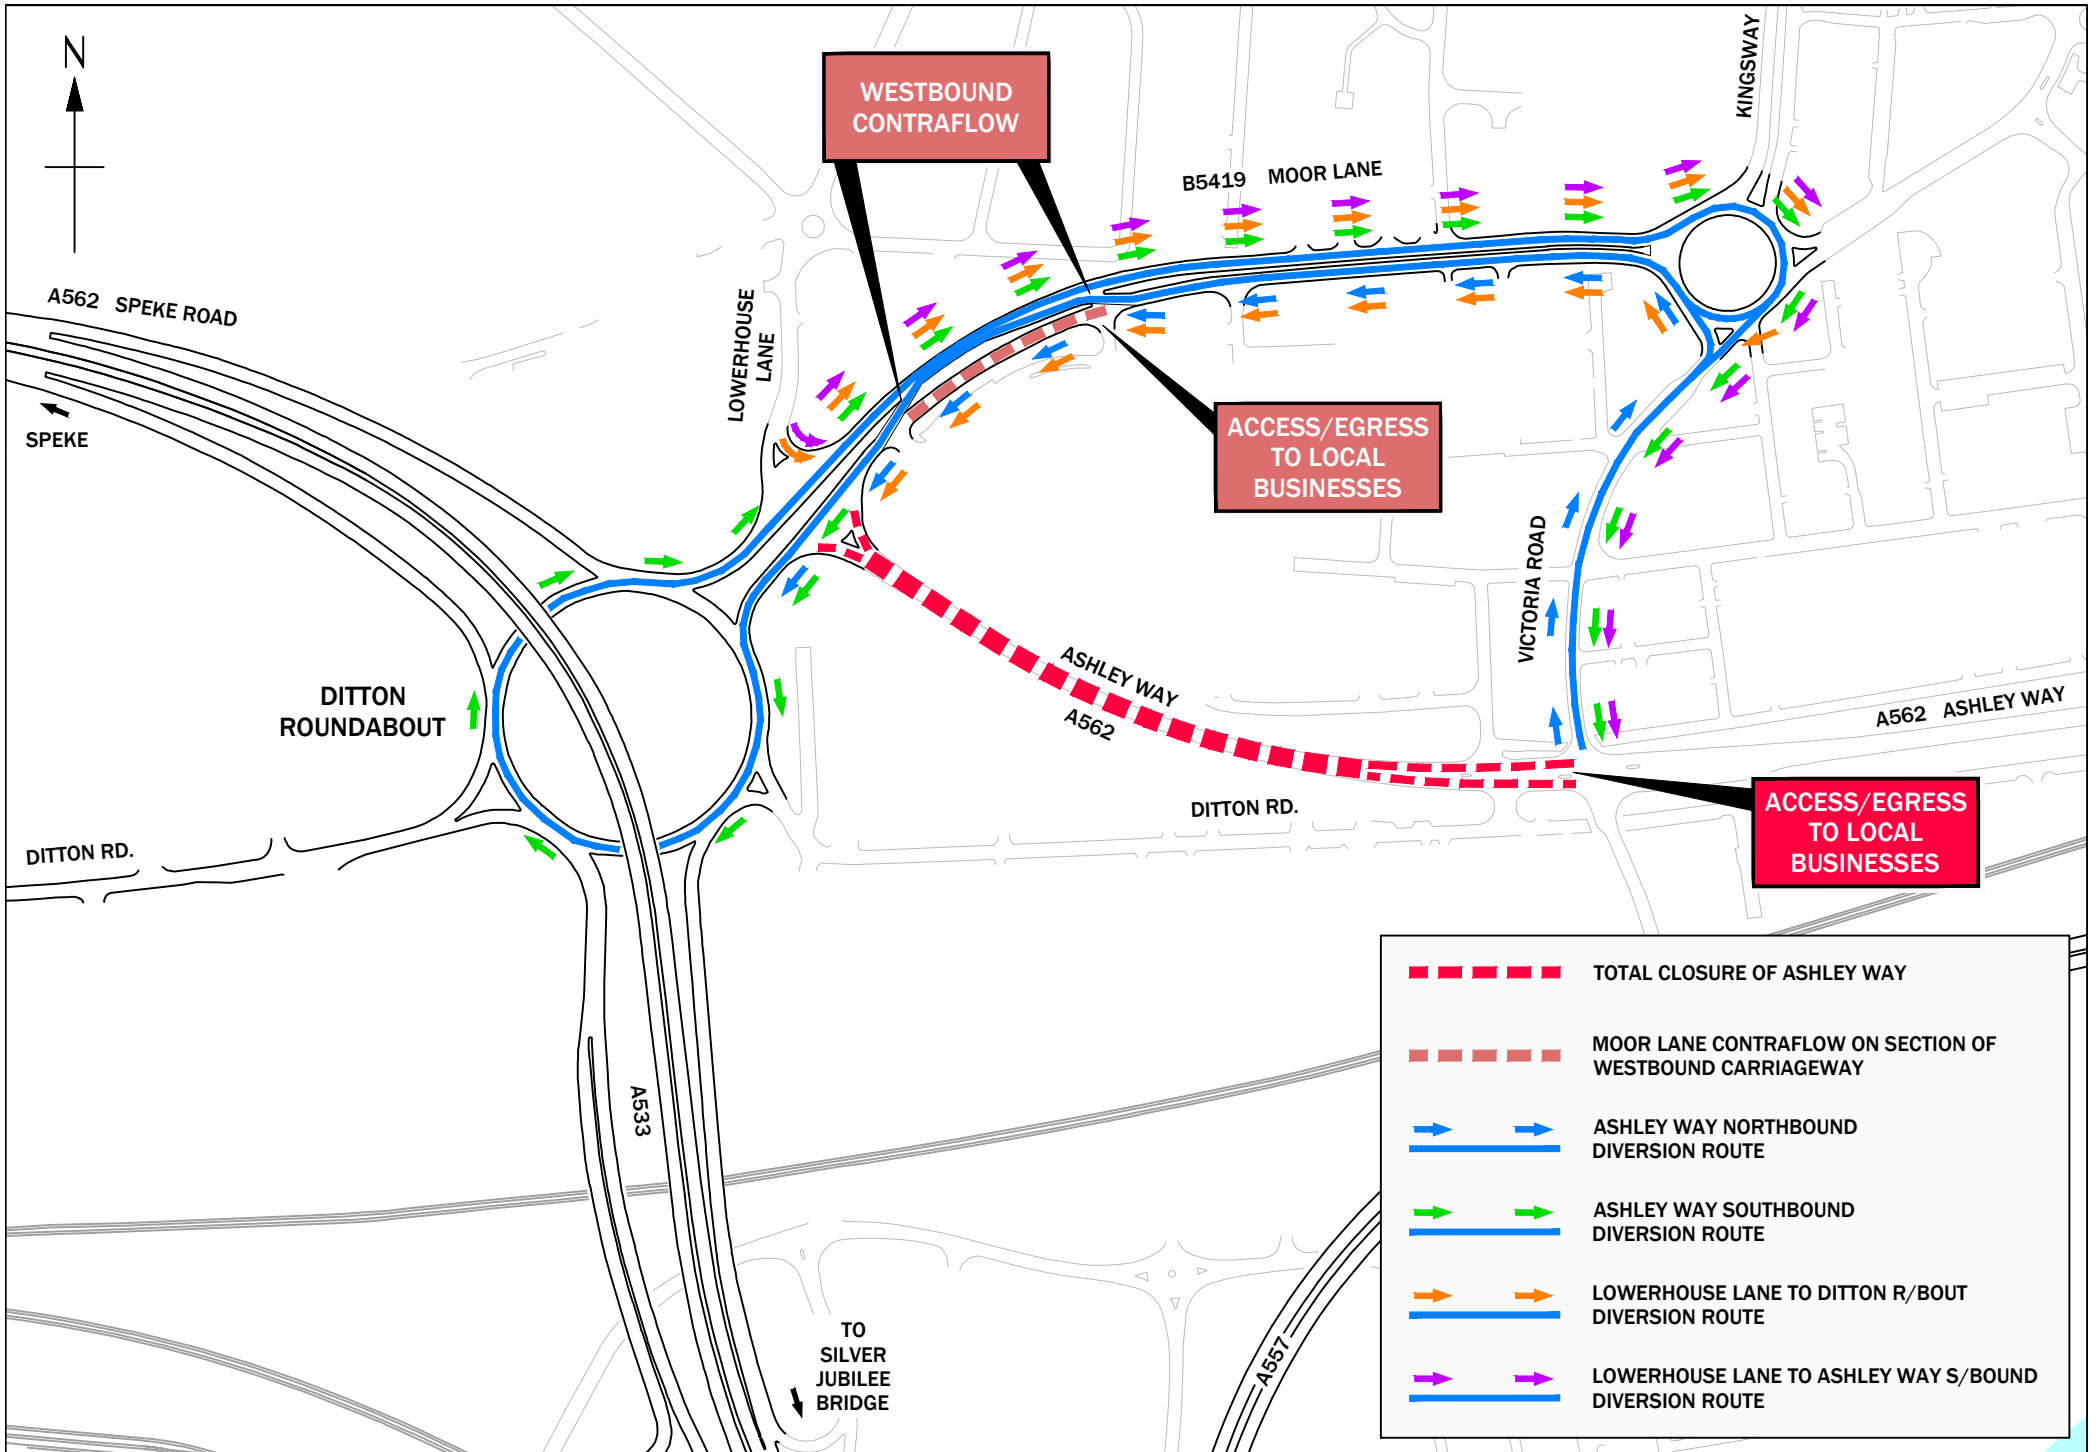 N
WESTBOUND
CONTRAFLOW
KINGSWAY
B5419 MOOR LANE
A562 SPEKE ROAD
LOWERHOUSE
LANE
SPEKE
ACCESS/EGRESS
TO LOCAL
BUSINESSES
VICTORIA ROAD
DITTON
ROUNDABOUT
ASHLEY WAY
A562
A562 ASHLEY WAY
DITTON RD.
ACCESS/EGRESS
TO LOCAL
BUSINESSES
DITTON RD.
A533
TO
SILVER
JUBILEE
BRIDGE
A557
TOTAL CLOSURE OF ASHLEY WAY
MOOR LANE CONTRAFLOW ON SECTION OF
WESTBOUND CARRIAGEWAY
ASHLEY WAY NORTHBOUND
DIVERSION ROUTE
ASHLEY WAY SOUTHBOUND
DIVERSION ROUTE
LOWERHOUSE LANE TO DITTON R/BOUT
DIVERSION ROUTE
LOWERHOUSE LANE TO ASHLEY WAY S/BOUND
DIVERSION ROUTE